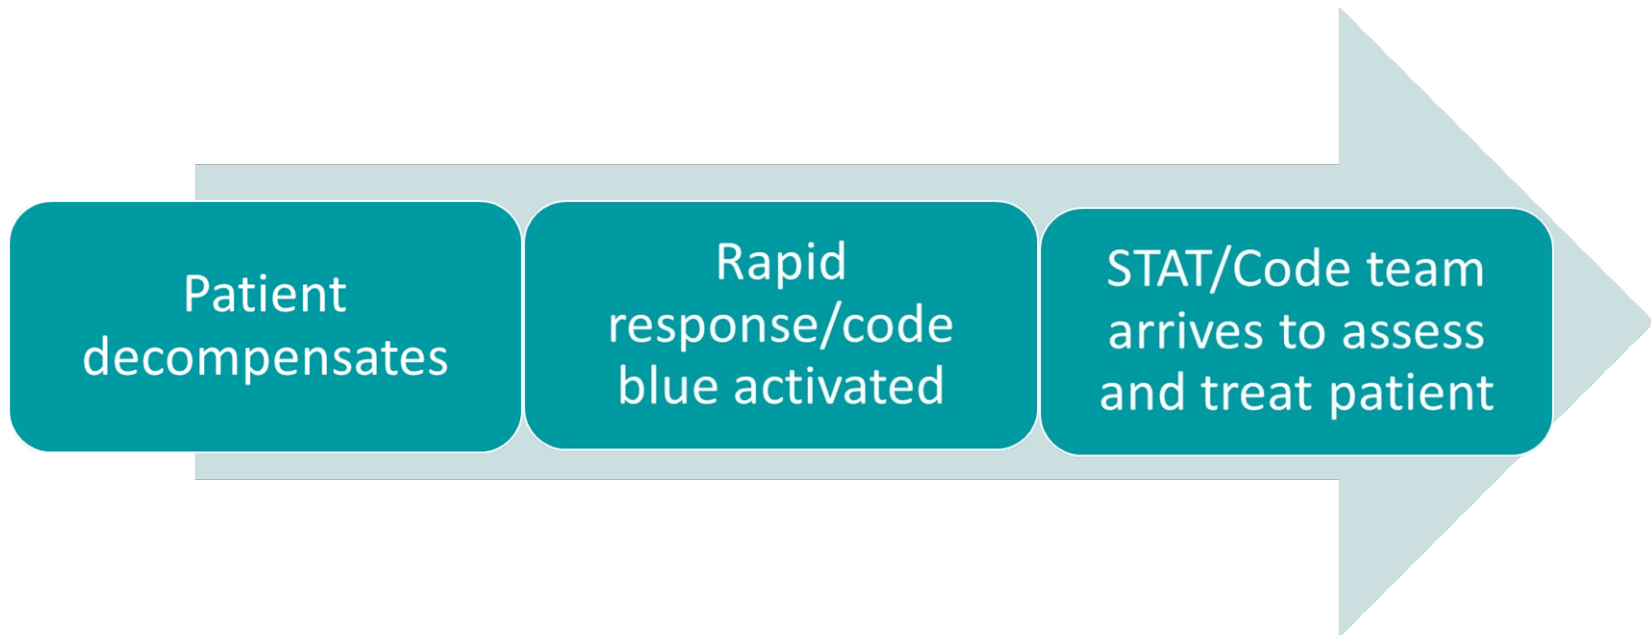 Patient
decompensates
Rapid
response/code
blue activated
STAT/Code team
arrives to assess
and treat patient